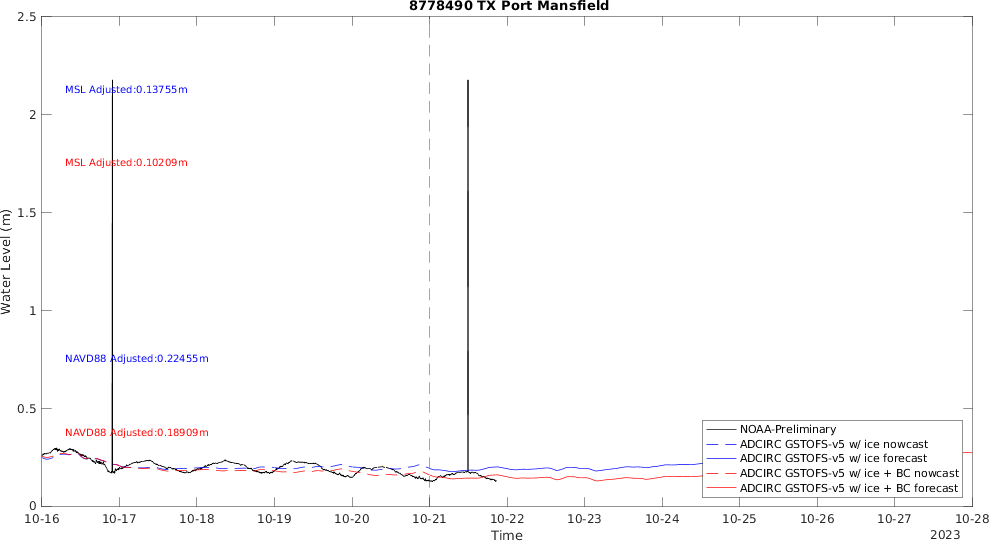 8778490 TX Port Mansfield
2.5
2
1.5
1
0.5
0
Water Level (m)
MSL Adjusted:0.13755m
MSL Adjusted:0.10209m
NAVD88 Adjusted:0.22455m
NAVD88 Adjusted:0.18909m
NOAA-Preliminary
ADCIRC GSTOFS-v5 w/ ice nowcast
ADCIRC GSTOFS-v5 w/ ice forecast
ADCIRC GSTOFS-v5 w/ ice + BC nowcast
ADCIRC GSTOFS-v5 w/ ice + BC forecast
10-16 10-17 10-18 10-19 10-20 10-21 10-22 10-23 10-24 10-25 10-26 10-27 10-28
Time
2023